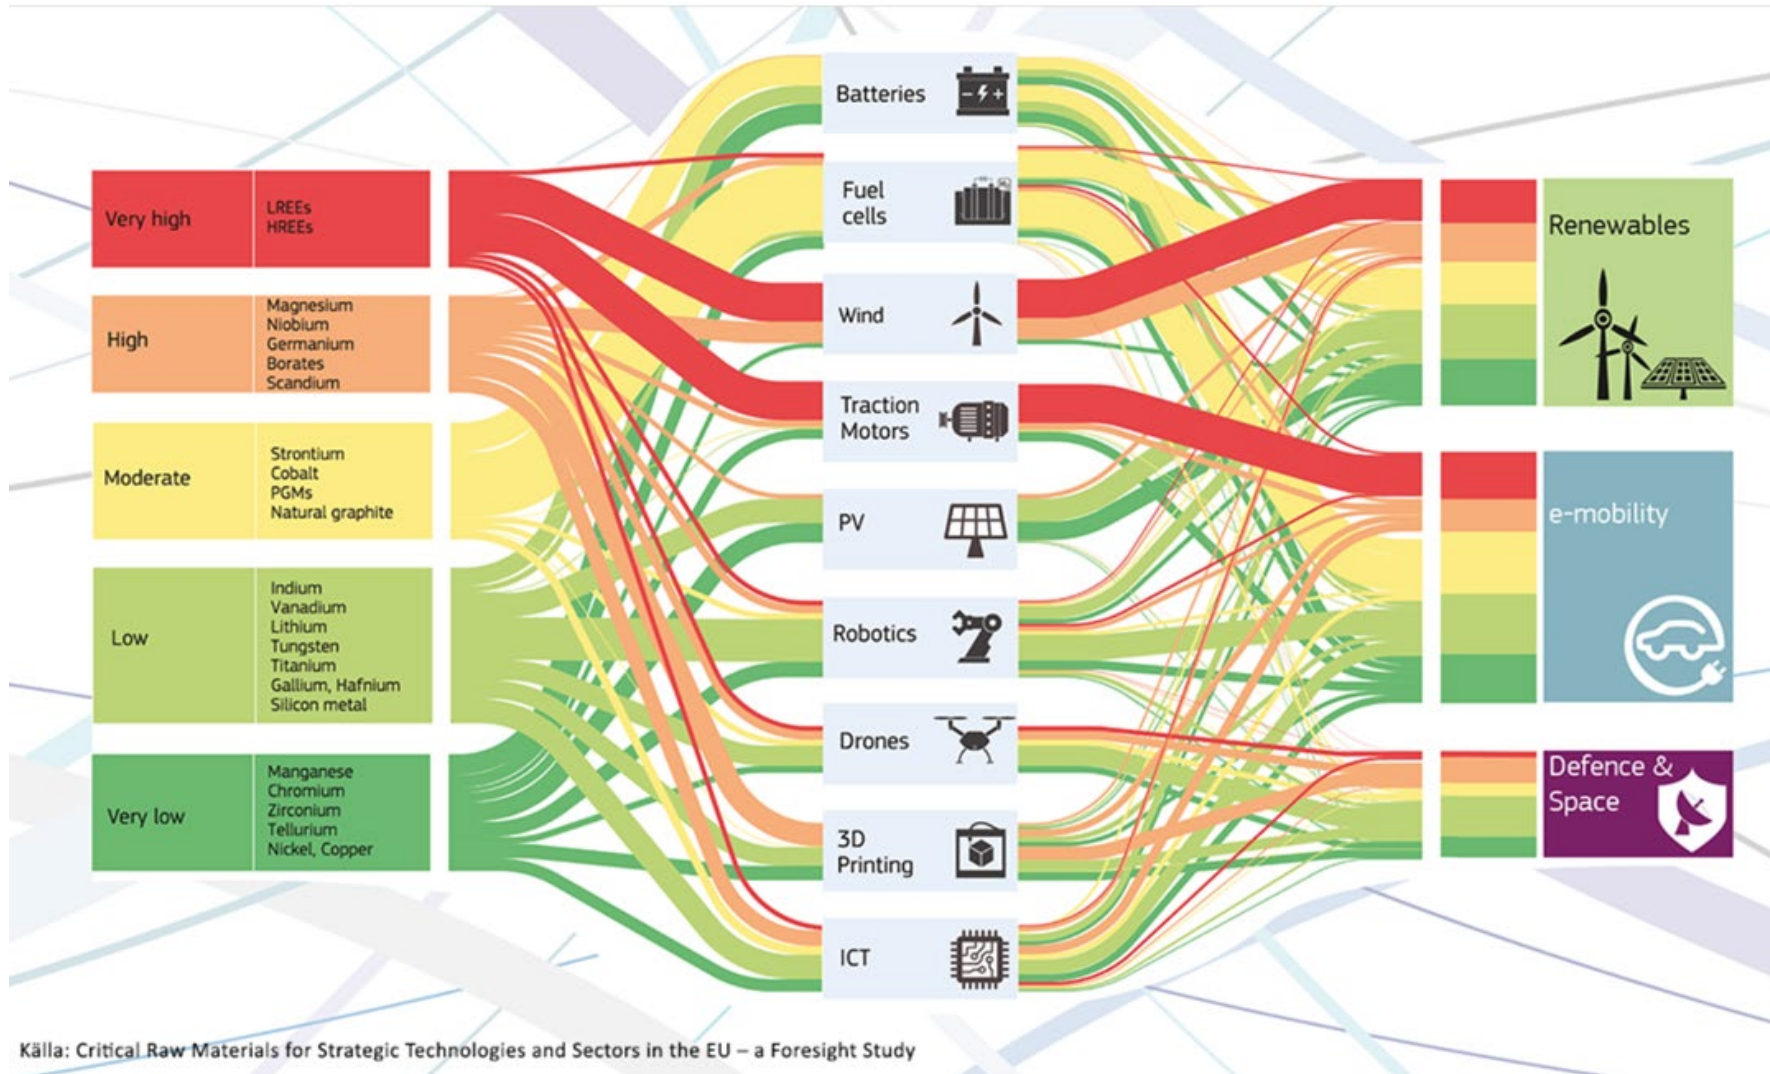 Very high
LREEs
HREEs
High
Magnesium
Niobium
Germanium
Borates
Scandium
Moderate
Strontium
Cobalt
PGMs
Natural graphite
Low
Indium
Vanadium
Lithium
Tungsten
Titanium
Gallium, Hafnium
Silicon metal
Very low
Manganese
Chromium
Zirconium
Tellurium
Nickel, Copper
Batteries
Fuel
cells
Wind
Traction
Motors
PV
Robotics
Drones
3D
Printing
ICT
Renewables
e-mobility
Defence &
Space
Källa: Critical Raw Materials for Strategic Technologies and Sectors in the EU – a Foresight Study